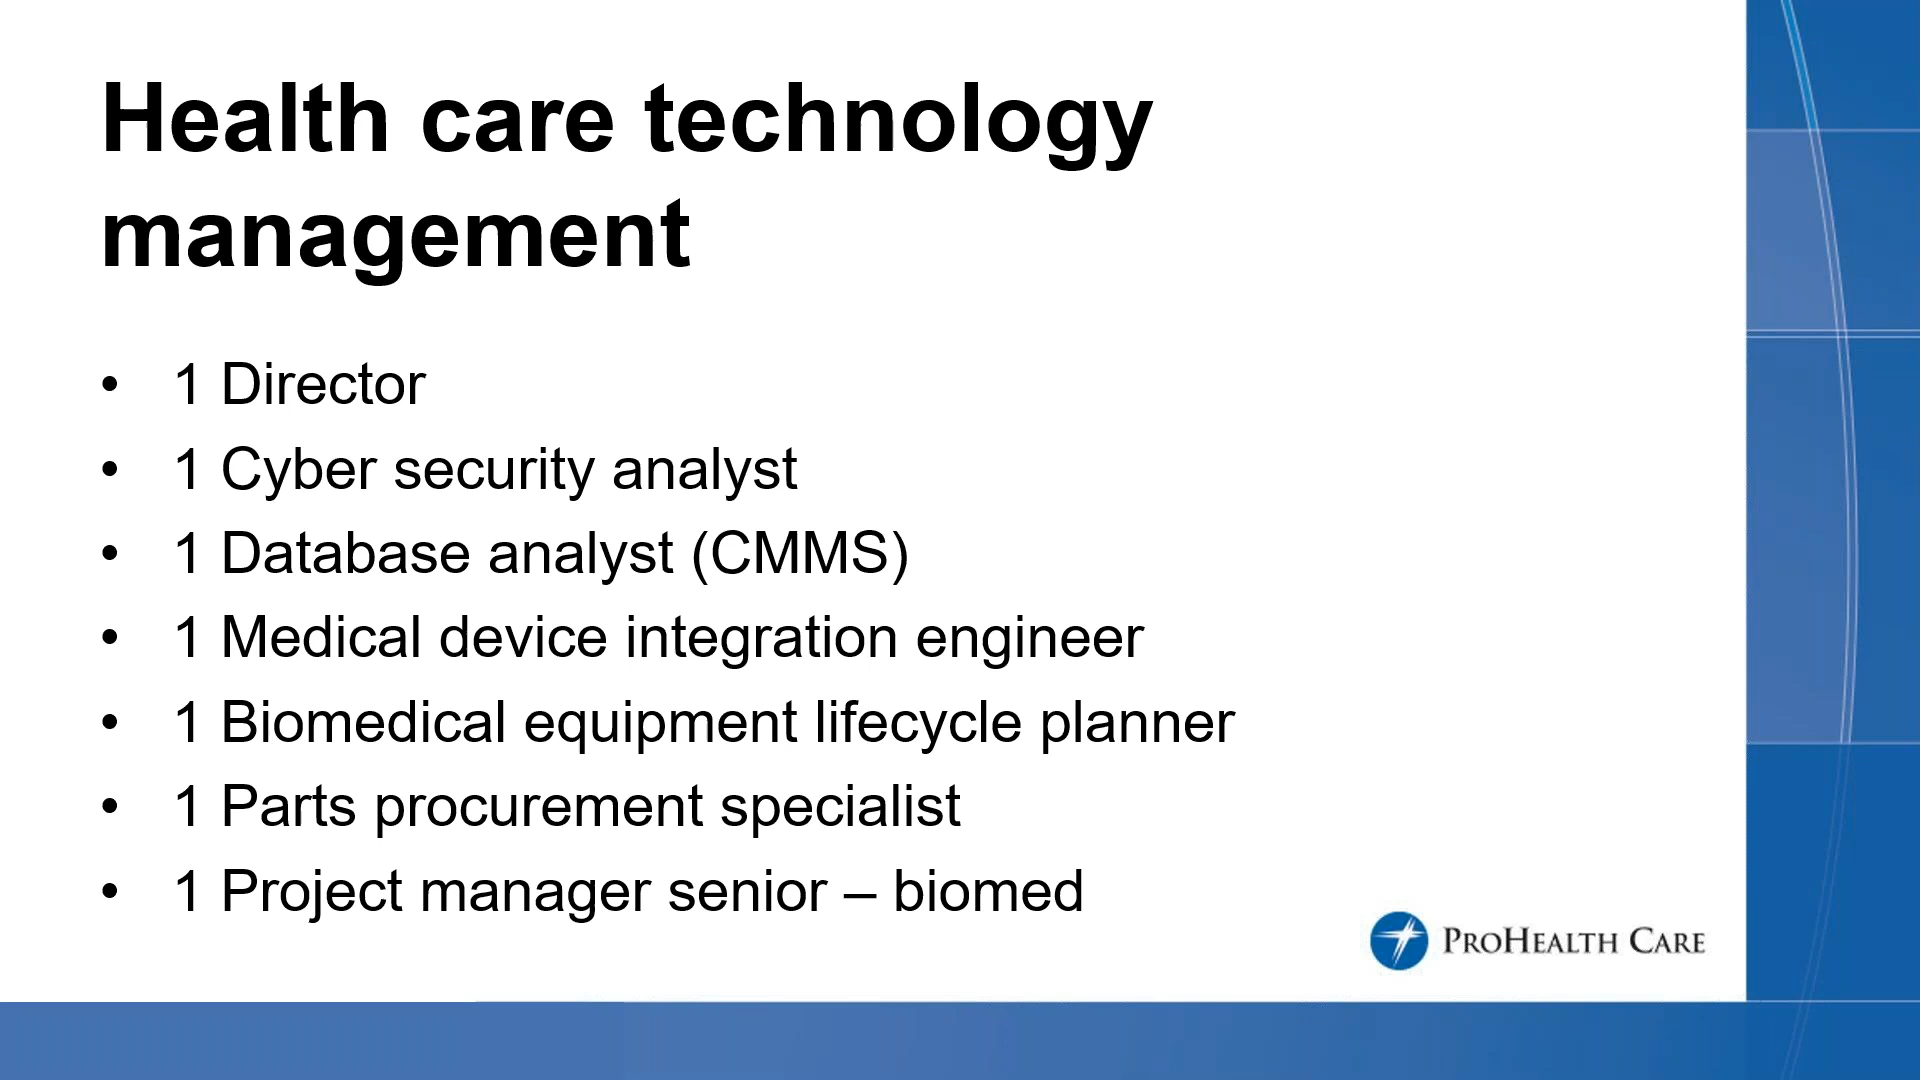 Health care technology
management
• 1 Director
• 1 Cyber security analyst
• 1 Database analyst (CMMS)
• 1 Medical device integration engineer
• 1 Biomedical equipment lifecycle planner
• 1 Parts procurement specialist
• 1 Project manager senior – biomed
PROHEALTH CARE